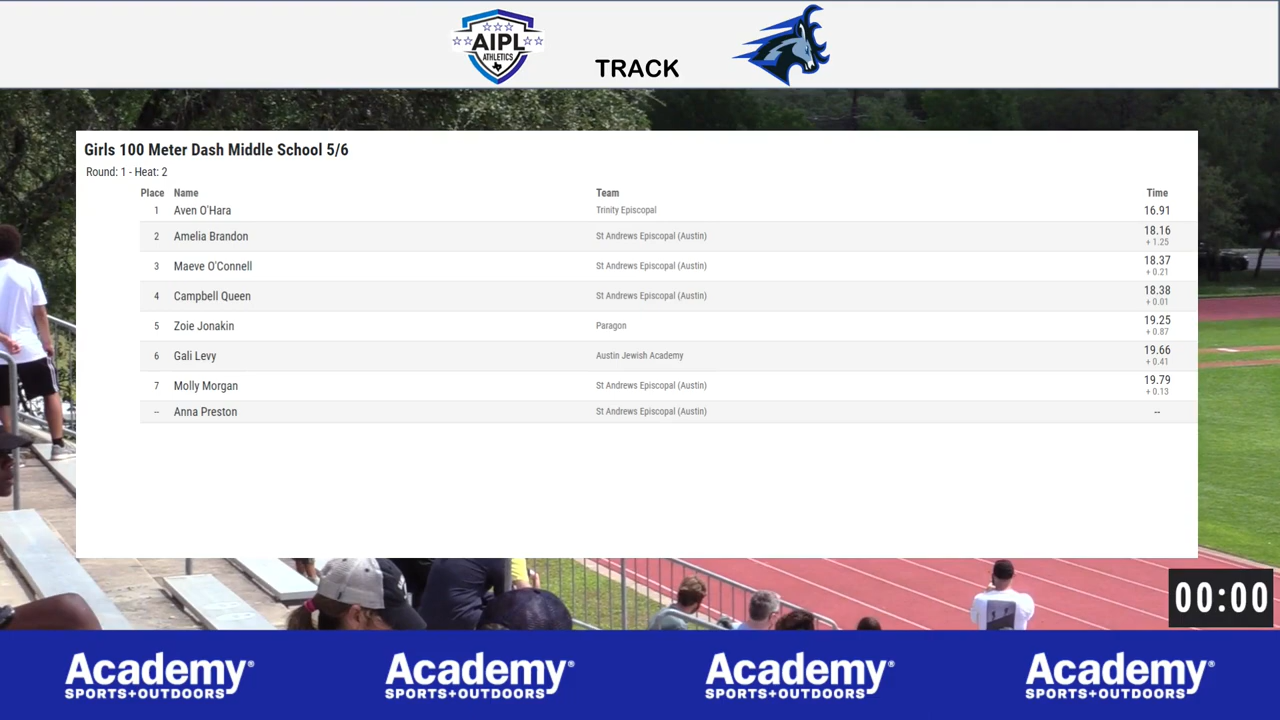 AIPL
ATHLETICS
TRACK
Girls 100 Meter Dash Middle School 5/6
Round: 1 - Heat: 2
Place Name Team Time
1 Aven O'Hara Trinity Episcopal 16.91
2 Amelia Brandon St Andrews Episcopal (Austin) 18.16
+ 1.25
3 Maeve O'Connell St Andrews Episcopal (Austin) 18.37
+ 0.21
4 Campbell Queen St Andrews Episcopal (Austin) 18.38
+ 0.01
5 Zoie Jonakin Paragon 19.25
+ 0.87
6 Gali Levy Austin Jewish Academy 19.66
+ 0.41
7 Molly Morgan St Andrews Episcopal (Austin) 19.79
+ 0.13
-- Anna Preston St Andrews Episcopal (Austin) --
00:00
Academy Academy Academy Academy
SPORTS+OUTDOORS SPORTS+OUTDOORS SPORTS+OUTDOORS SPORTS+OUTDOORS